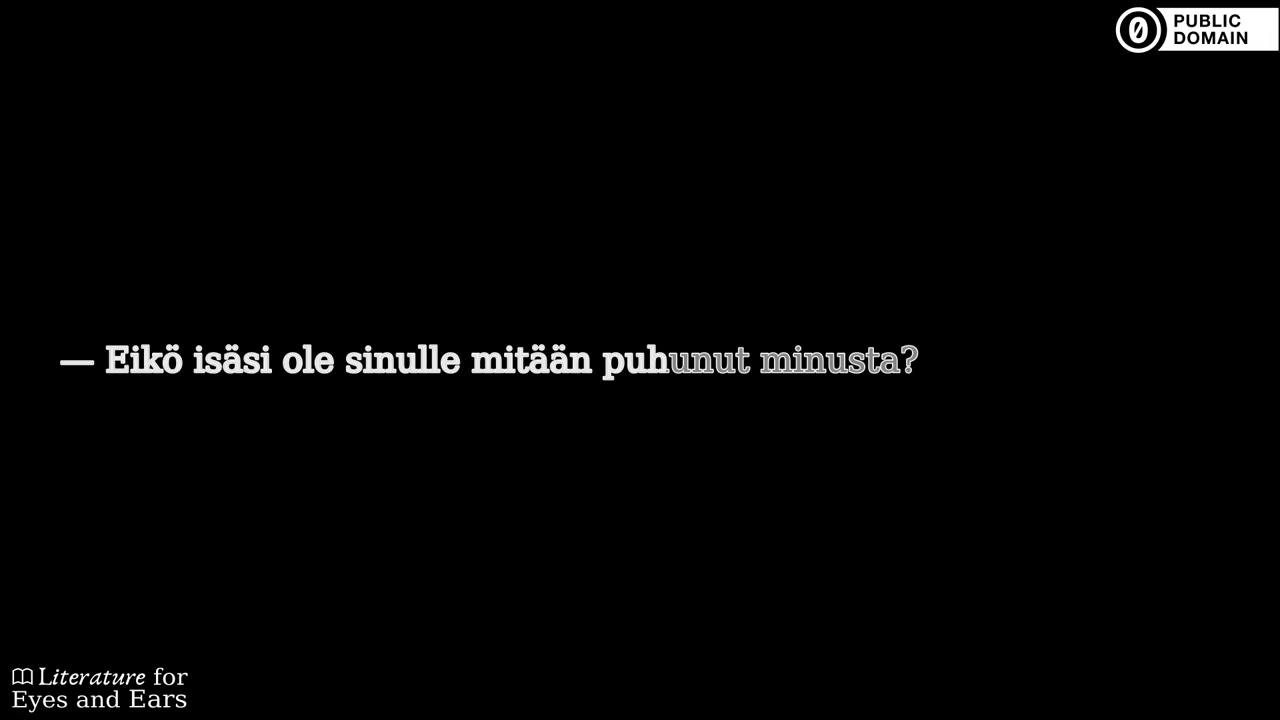 PUBLIC
DOMAIN
— Eikö isäsi ole sinulle mitään puhunut minusta?
Literature for
Eyes and Ears